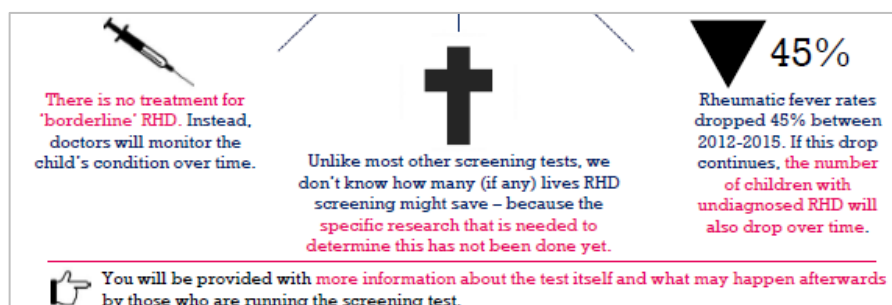 There is no treatment for
'borderline' RHD. Instead,
doctors will monitor the
child's condition over time.
Unlike most other screening tests, we
don't know how many (if any) lives RHD
screening might save – because the
specific research that is needed to
determine this has not been done yet.
45%
Rheumatic fever rates
dropped 45% between
2012-2015. If this drop
continues, the number
of children with
undiagnosed RHD will
also drop over time.
You will be provided with more information about the test itself and what may happen afterwards
by those who are running the screening test.